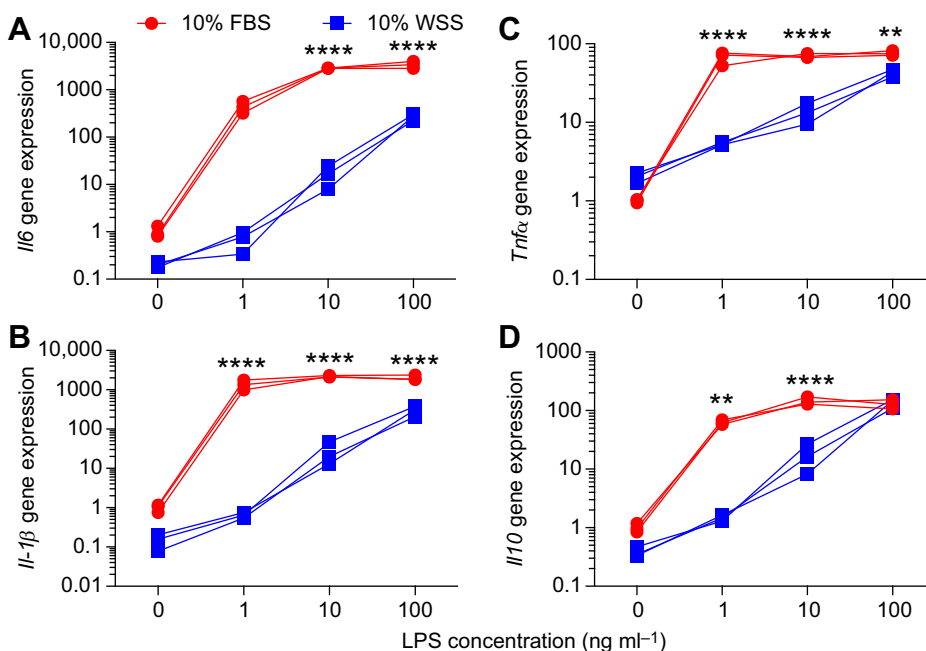 10% FBS 10% WSS
A
10,000
1000
100
10
1
0.1
Il6 gene expression
****
****
0 1 10 100
C
100
10
1
0.1
Tnfα gene expression
****
****
**
0 1 10 100
B
10,000
1000
100
10
1
0.1
0.01
Il-1β gene expression
****
****
****
0 1 10 100
D
1000
100
10
1
0.1
Il10 gene expression
**
****
0 1 10 100
LPS concentration (ng ml⁻¹)